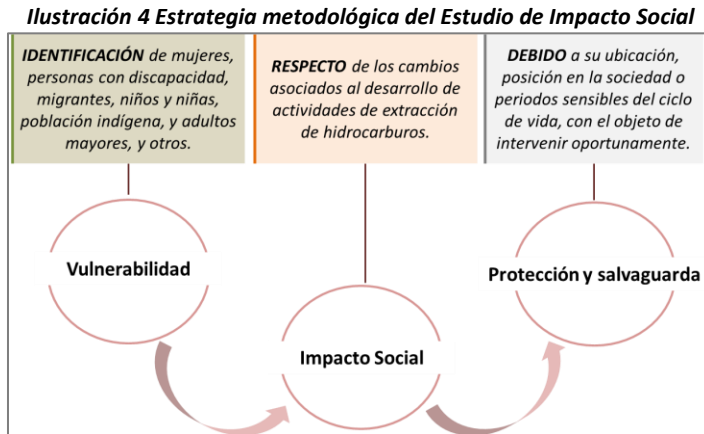 Ilustración 4 Estrategia metodológica del Estudio de Impacto Social
IDENTIFICACIÓN de mujeres,
personas con discapacidad,
migrantes, niños y niñas,
población indígena, y adultos
mayores, y otros.
RESPECTO de los cambios
asociados al desarrollo de
actividades de extracción
de hidrocarburos.
DEBIDO a su ubicación,
posición en la sociedad o
periodos sensibles del ciclo
de vida, con el objeto de
intervenir oportunamente.
Vulnerabilidad
Impacto Social
Protección y salvaguarda